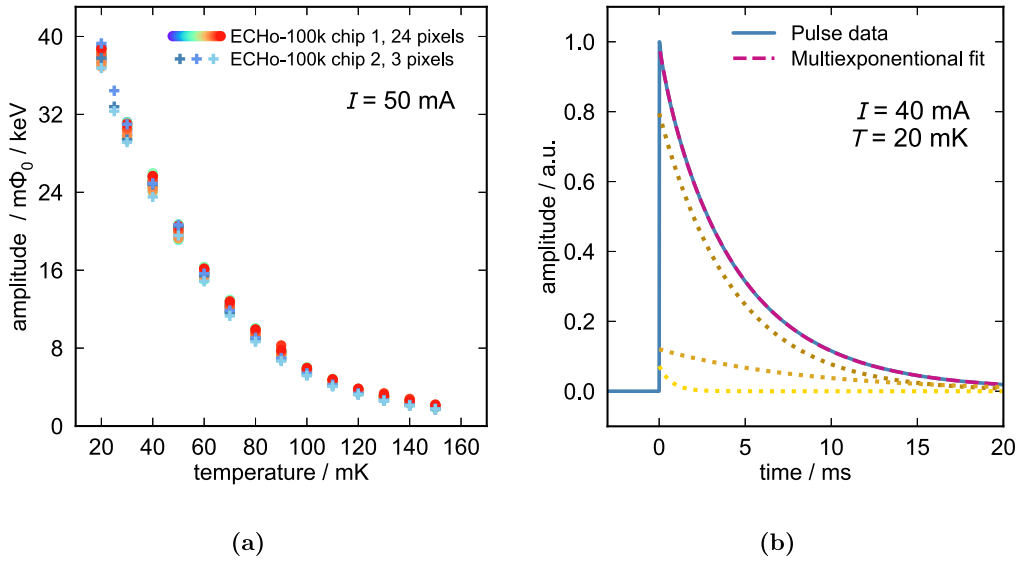 40
32
24
16
8
0
amplitude / mΦ₀ / keV
ECHo-100k chip 1, 24 pixels
ECHo-100k chip 2, 3 pixels
I = 50 mA
20 40 60 80 100 120 140 160
temperature / mK
(a)
1.0
0.8
0.6
0.4
0.2
0.0
amplitude / a.u.
Pulse data
Multiexponentional fit
I = 40 mA
T = 20 mK
0 5 10 15 20
time / ms
(b)